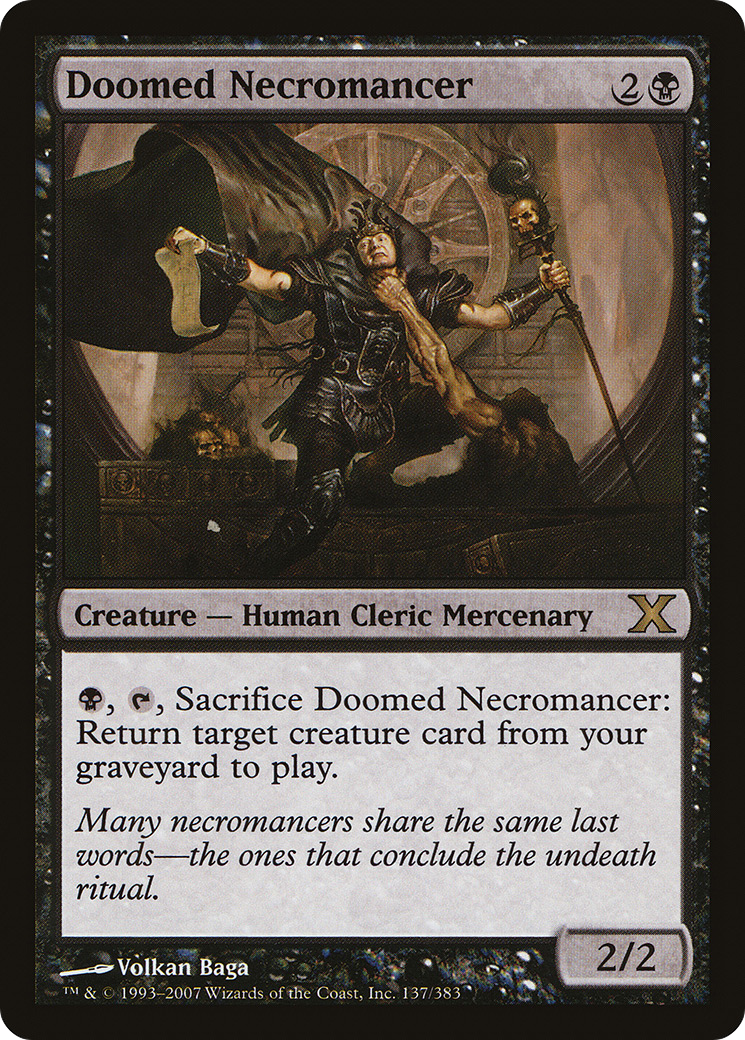 Doomed Necromancer 2
Creature — Human Cleric Mercenary X
, , Sacrifice Doomed Necromancer:
Return target creature card from your
graveyard to play.
Many necromancers share the same last
words—the ones that conclude the undeath
ritual.
2/2
Volkan Baga
™ & © 1993–2007 Wizards of the Coast, Inc. 137/383